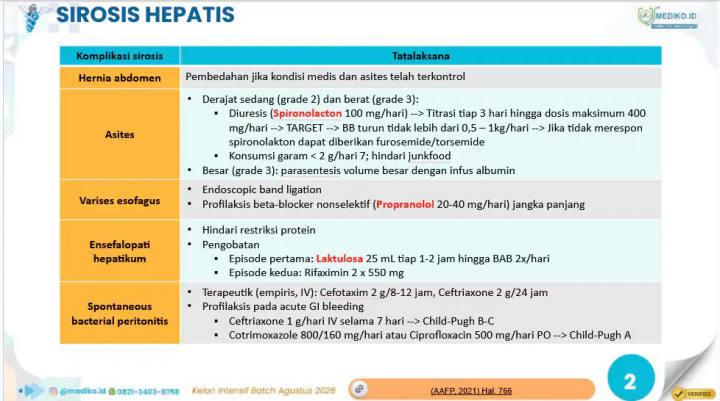 SIROSIS HEPATIS
MEDIKO.ID
Komplikasi sirosis
Tatalaksana
Hernia abdomen
Pembedahan jika kondisi medis dan asites telah terkontrol
Asites
• Derajat sedang (grade 2) dan berat (grade 3):
▪ Diuresis (Spironolacton 100 mg/hari) --> Titrasi tiap 3 hari hingga dosis maksimum 400
mg/hari --> TARGET --> BB turun tidak lebih dari 0,5 – 1kg/hari --> Jika tidak merespon
spironolakton dapat diberikan furosemide/torsemide
▪ Konsumsi garam < 2 g/hari 7; hindari junkfood
• Besar (grade 3): parasentesis volume besar dengan infus albumin
Varises esofagus
• Endoscopic band ligation
• Profilaksis beta-blocker nonselektif (Propranolol 20-40 mg/hari) jangka panjang
Ensefalopati
hepatikum
• Hindari restriksi protein
• Pengobatan
▪ Episode pertama: Laktulosa 25 mL tiap 1-2 jam hingga BAB 2x/hari
▪ Episode kedua: Rifaximin 2 x 550 mg
Spontaneous
bacterial peritonitis
• Terapeutik (empiris, IV): Cefotaxim 2 g/8-12 jam, Ceftriaxone 2 g/24 jam
• Profilaksis pada acute GI bleeding
▪ Ceftriaxone 1 g/hari IV selama 7 hari --> Child-Pugh B-C
▪ Cotrimoxazole 800/160 mg/hari atau Ciprofloxacin 500 mg/hari PO --> Child-Pugh A
@mediko.id 0821-3403-8758 Kelon Intensif Batch Agustus 2026
(AAFP, 2021) Hal. 766
2
VERIFIED